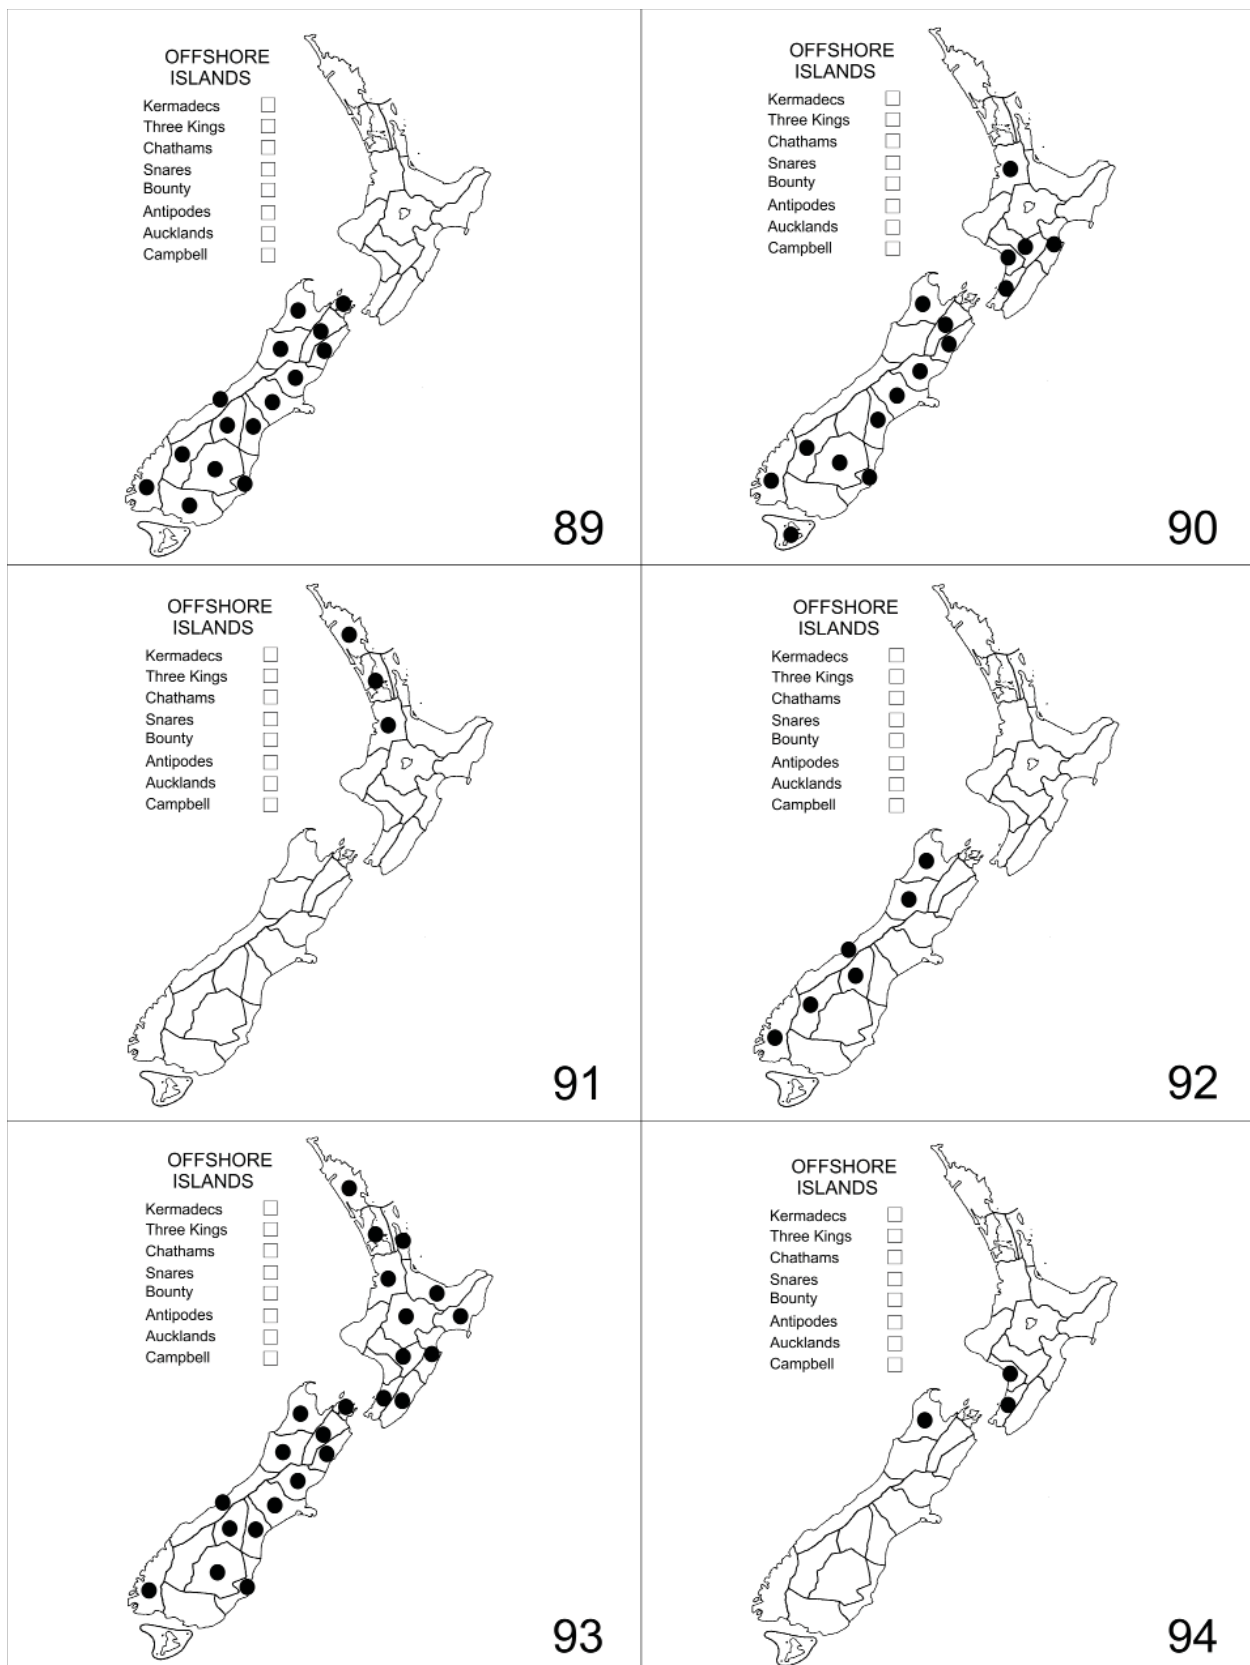 OFFSHORE
ISLANDS
Kermadecs
Three Kings
Chathams
Snares
Bounty
Antipodes
Aucklands
Campbell
89
OFFSHORE
ISLANDS
Kermadecs
Three Kings
Chathams
Snares
Bounty
Antipodes
Aucklands
Campbell
90
OFFSHORE
ISLANDS
Kermadecs
Three Kings
Chathams
Snares
Bounty
Antipodes
Aucklands
Campbell
91
OFFSHORE
ISLANDS
Kermadecs
Three Kings
Chathams
Snares
Bounty
Antipodes
Aucklands
Campbell
92
OFFSHORE
ISLANDS
Kermadecs
Three Kings
Chathams
Snares
Bounty
Antipodes
Aucklands
Campbell
93
OFFSHORE
ISLANDS
Kermadecs
Three Kings
Chathams
Snares
Bounty
Antipodes
Aucklands
Campbell
94